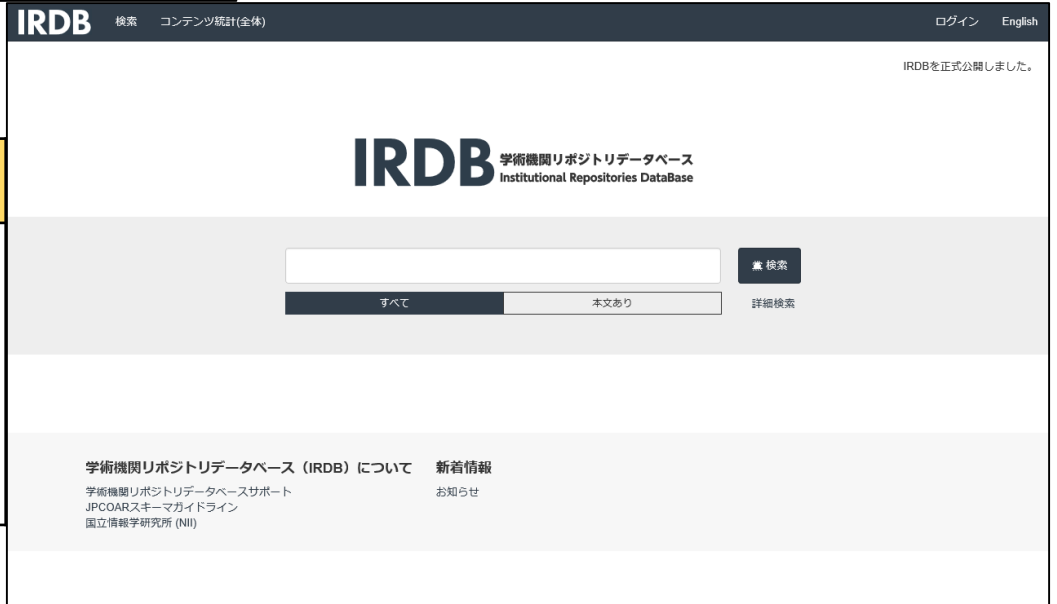 IRDB 検索 コンテンツ統計(全体) ログイン English
IRDBを正式公開しました。
IRDB 学術機関リポジトリデータベース
Institutional Repositories DataBase
検索
すべて 本文あり 詳細検索
学術機関リポジトリデータベース（IRDB）について 新着情報
学術機関リポジトリデータベースサポート お知らせ
JPCOARスキーマガイドライン
国立情報学研究所 (NII)